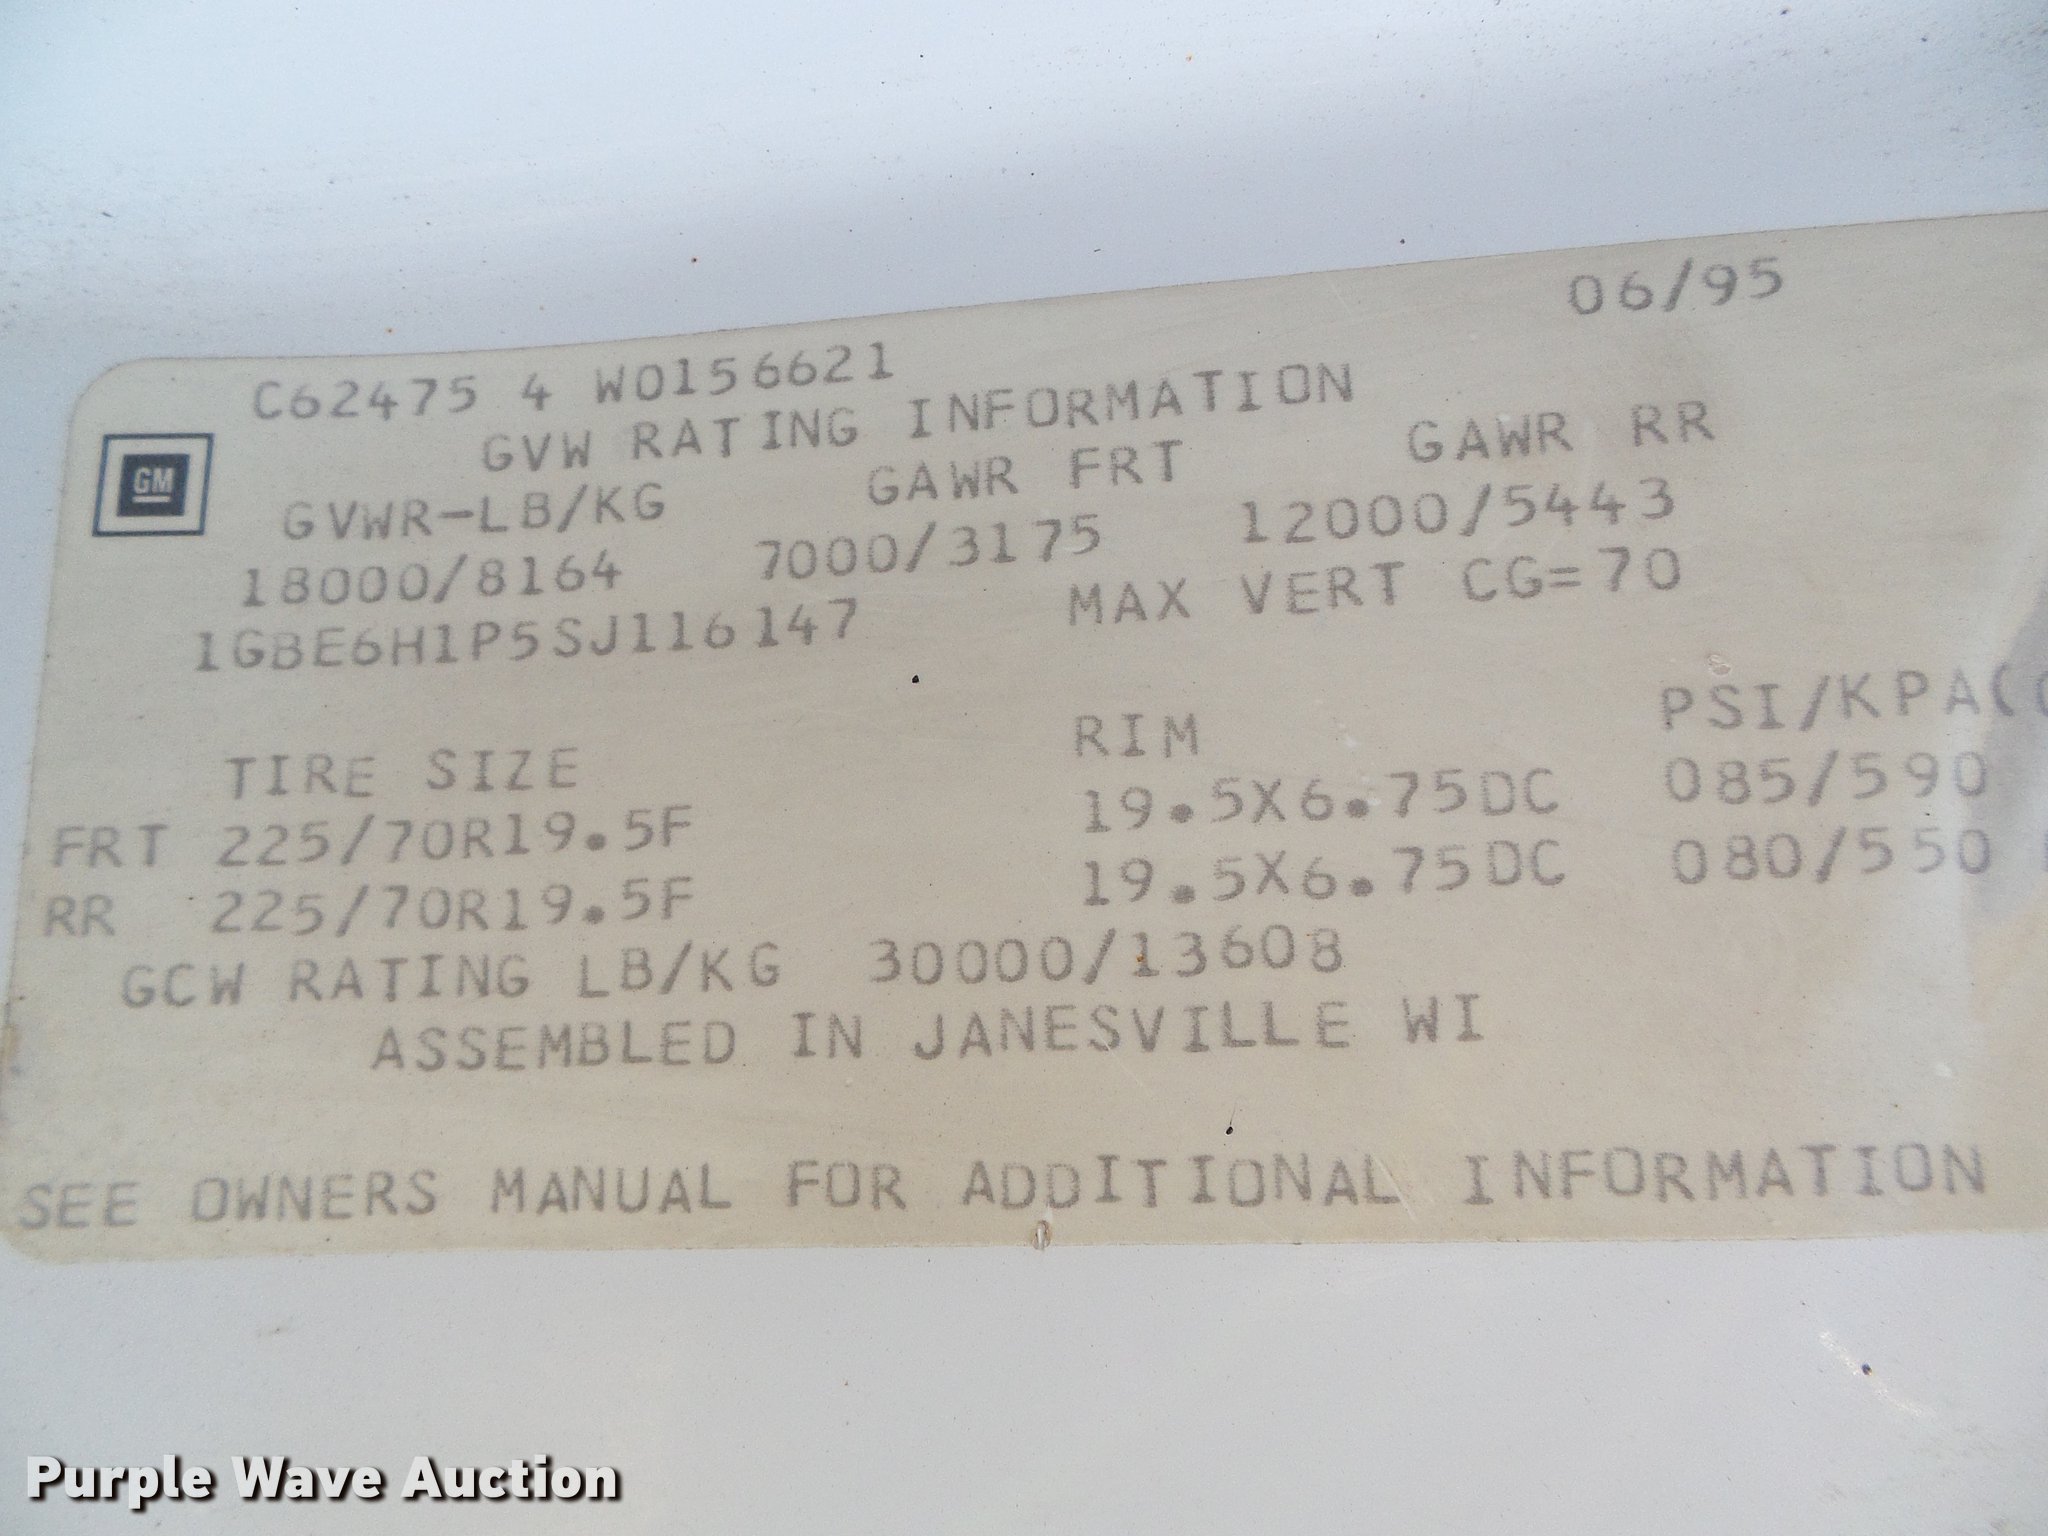 06/95
C62475 4 W0156621
GVW RATING INFORMATION
GM
GVWR-LB/KG GAWR FRT GAWR RR
18000/8164 7000/3175 12000/5443
1GBE6H1P5SJ116147 MAX VERT CG=70
TIRE SIZE RIM PSI/KPA(
FRT 225/70R19.5F 19.5X6.75DC 085/590
RR 225/70R19.5F 19.5X6.75DC 080/550
GCW RATING LB/KG 30000/13608
ASSEMBLED IN JANESVILLE WI
SEE OWNERS MANUAL FOR ADDITIONAL INFORMATION
Purple Wave Auction